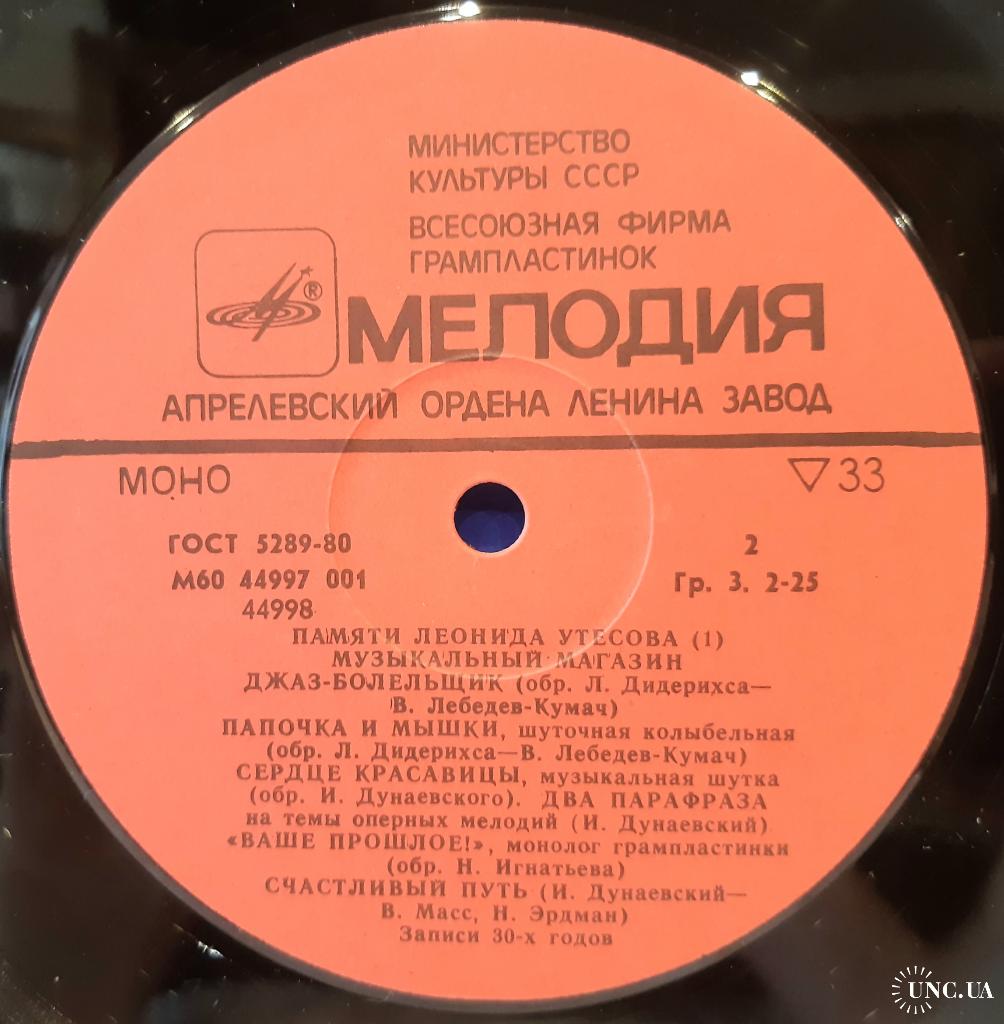 МИНИСТЕРСТВО
КУЛЬТУРЫ СССР
ВСЕСОЮЗНАЯ ФИРМА
ГРАМПЛАСТИНОК
®
МЕЛОДИЯ
АПРЕЛЕВСКИЙ ОРДЕНА ЛЕНИНА ЗАВОД
МОНО ▽33
ГОСТ 5289-80 2
М60 44997 001 Гр. 3. 2-25
44998
ПАМЯТИ ЛЕОНИДА УТЕСОВА (1)
МУЗЫКАЛЬНЫЙ МАГАЗИН
ДЖАЗ-БОЛЕЛЬЩИК (обр. Л. Дидерихса—
В. Лебедев-Кумач)
ПАПОЧКА И МЫШКИ, шуточная колыбельная
(обр. Л. Дидерихса—В. Лебедев-Кумач)
СЕРДЦЕ КРАСАВИЦЫ, музыкальная шутка
(обр. И. Дунаевского). ДВА ПАРАФРАЗА
на темы оперных мелодий (И. Дунаевский)
«ВАШЕ ПРОШЛОЕ!», монолог грампластинки
(обр. Н. Игнатьева)
СЧАСТЛИВЫЙ ПУТЬ (И. Дунаевский—
В. Масс, Н. Эрдман)
Записи 30-х годов
UNC.UA